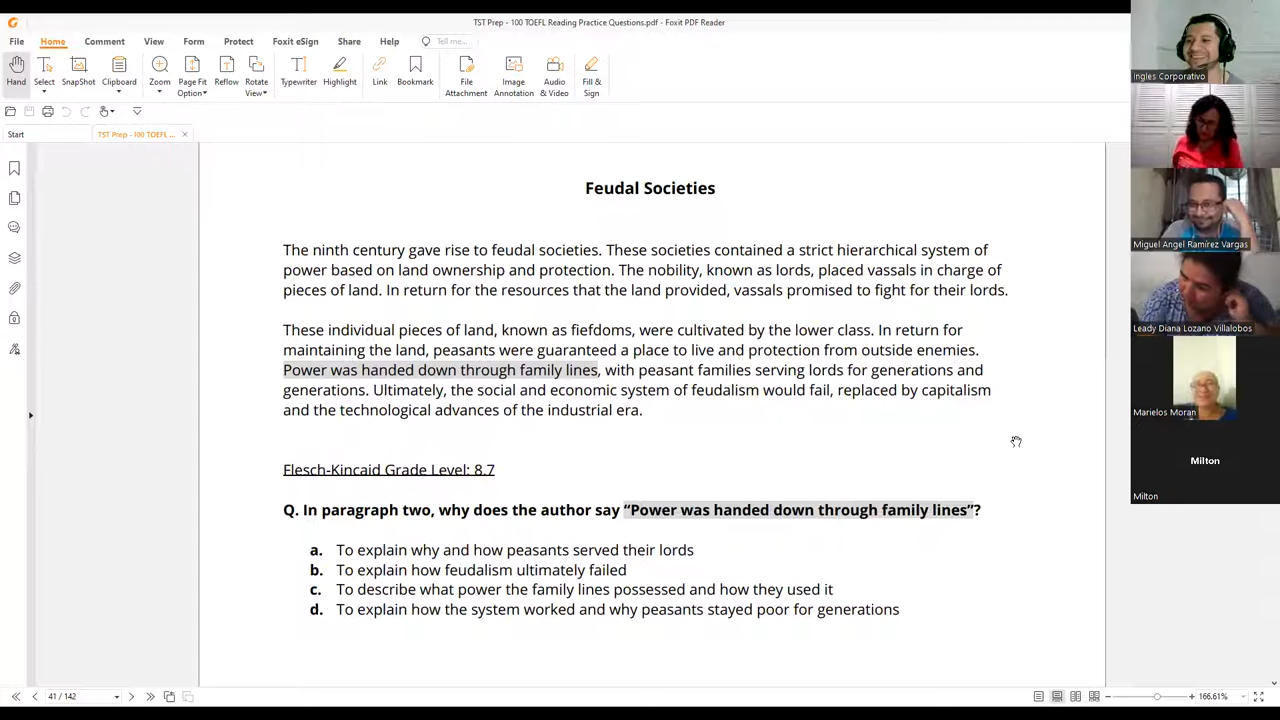 TST Prep - 100 TOEFL Reading Practice Questions.pdf - Foxit PDF Reader
File Home Comment View Form Protect Foxit eSign Share Help Tell me...
Hand Select SnapShot Clipboard Zoom Page Fit Option Reflow Rotate View Typewriter Highlight Link Bookmark File Attachment Image Annotation Audio & Video Fill & Sign
Start TST Prep - 100 TOEFL ...
Feudal Societies
The ninth century gave rise to feudal societies. These societies contained a strict hierarchical system of
power based on land ownership and protection. The nobility, known as lords, placed vassals in charge of
pieces of land. In return for the resources that the land provided, vassals promised to fight for their lords.
These individual pieces of land, known as fiefdoms, were cultivated by the lower class. In return for
maintaining the land, peasants were guaranteed a place to live and protection from outside enemies.
Power was handed down through family lines, with peasant families serving lords for generations and
generations. Ultimately, the social and economic system of feudalism would fail, replaced by capitalism
and the technological advances of the industrial era.
Flesch-Kincaid Grade Level: 8.7
Q. In paragraph two, why does the author say “Power was handed down through family lines”?
a. To explain why and how peasants served their lords
b. To explain how feudalism ultimately failed
c. To describe what power the family lines possessed and how they used it
d. To explain how the system worked and why peasants stayed poor for generations
41 / 142
166.61%
Ingles Corporativo
Miguel Angel Ramírez Vargas
Leady Diana Lozano Villalobos
Marielos Moran
Milton
Milton